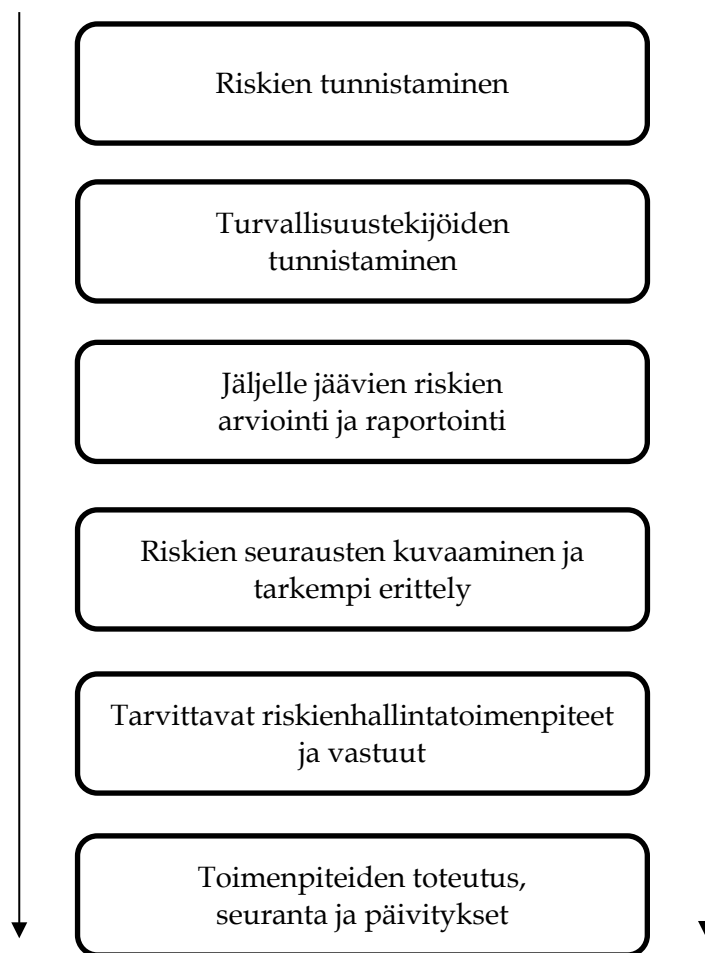 Riskien tunnistaminen
Turvallisuustekijöiden
tunnistaminen
Jäljelle jäävien riskien
arviointi ja raportointi
Riskien seurausten kuvaaminen ja
tarkempi erittely
Tarvittavat riskienhallintatoimenpiteet
ja vastuut
Toimenpiteiden toteutus,
seuranta ja päivitykset